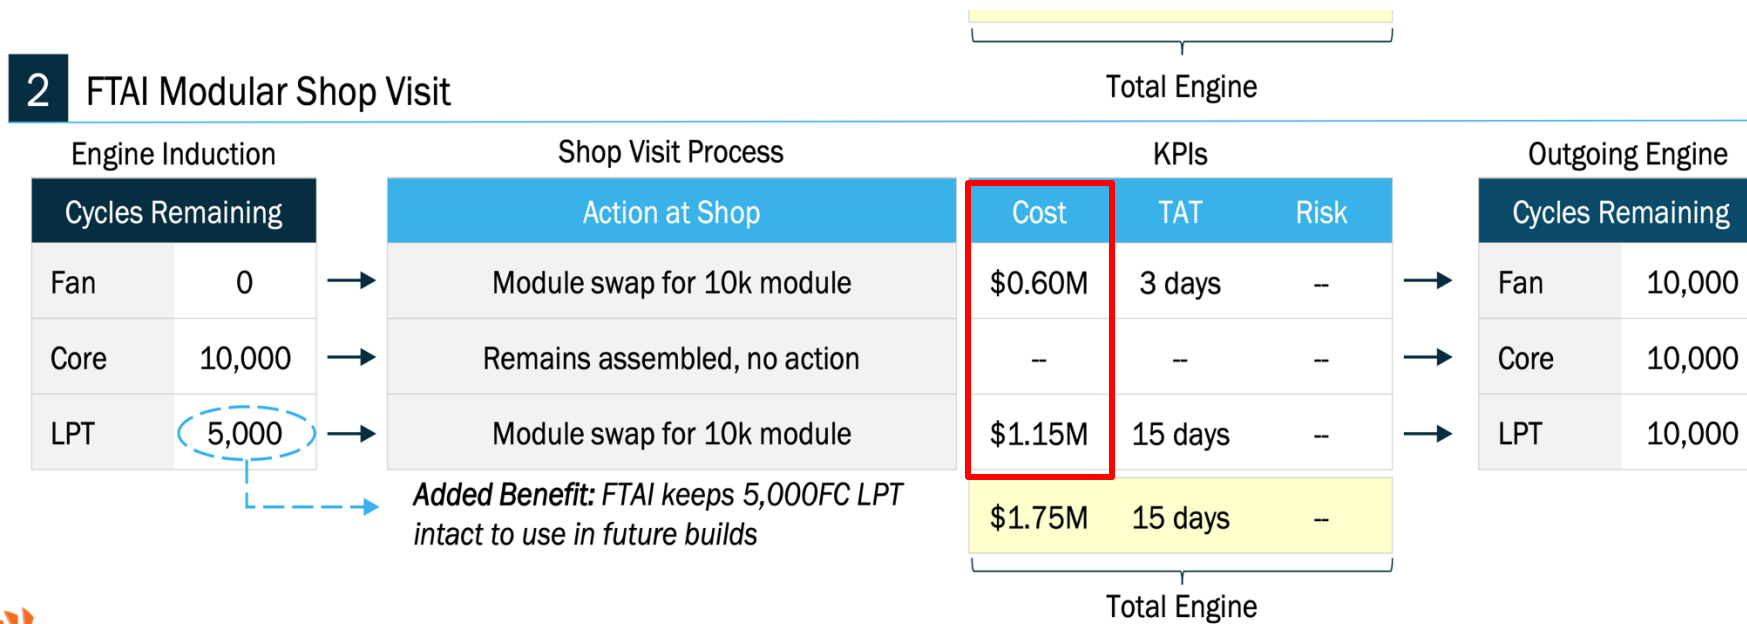 Total Engine
2 FTAI Modular Shop Visit
Engine Induction Shop Visit Process KPIs Outgoing Engine
Cycles Remaining Action at Shop Cost TAT Risk Cycles Remaining
Fan 0 Module swap for 10k module $0.60M 3 days -- Fan 10,000
Core 10,000 Remains assembled, no action -- -- -- Core 10,000
LPT 5,000 Module swap for 10k module $1.15M 15 days -- LPT 10,000
Added Benefit: FTAI keeps 5,000FC LPT
intact to use in future builds
$1.75M 15 days --
Total Engine